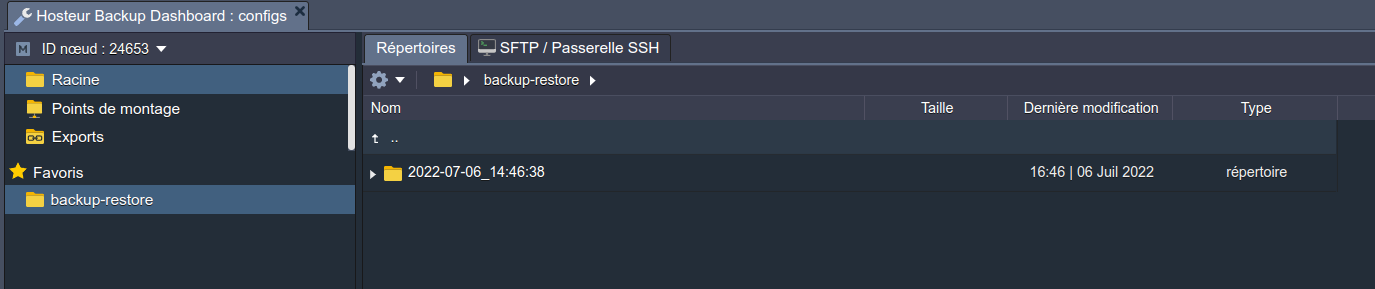 Hosteur Backup Dashboard : configs
M ID nœud : 24653
Répertoires SFTP / Passerelle SSH
Racine
backup-restore
Points de montage
Nom Taille Dernière modification Type
Exports
..
Favoris
2022-07-06_14:46:38 16:46 | 06 Juil 2022 répertoire
backup-restore